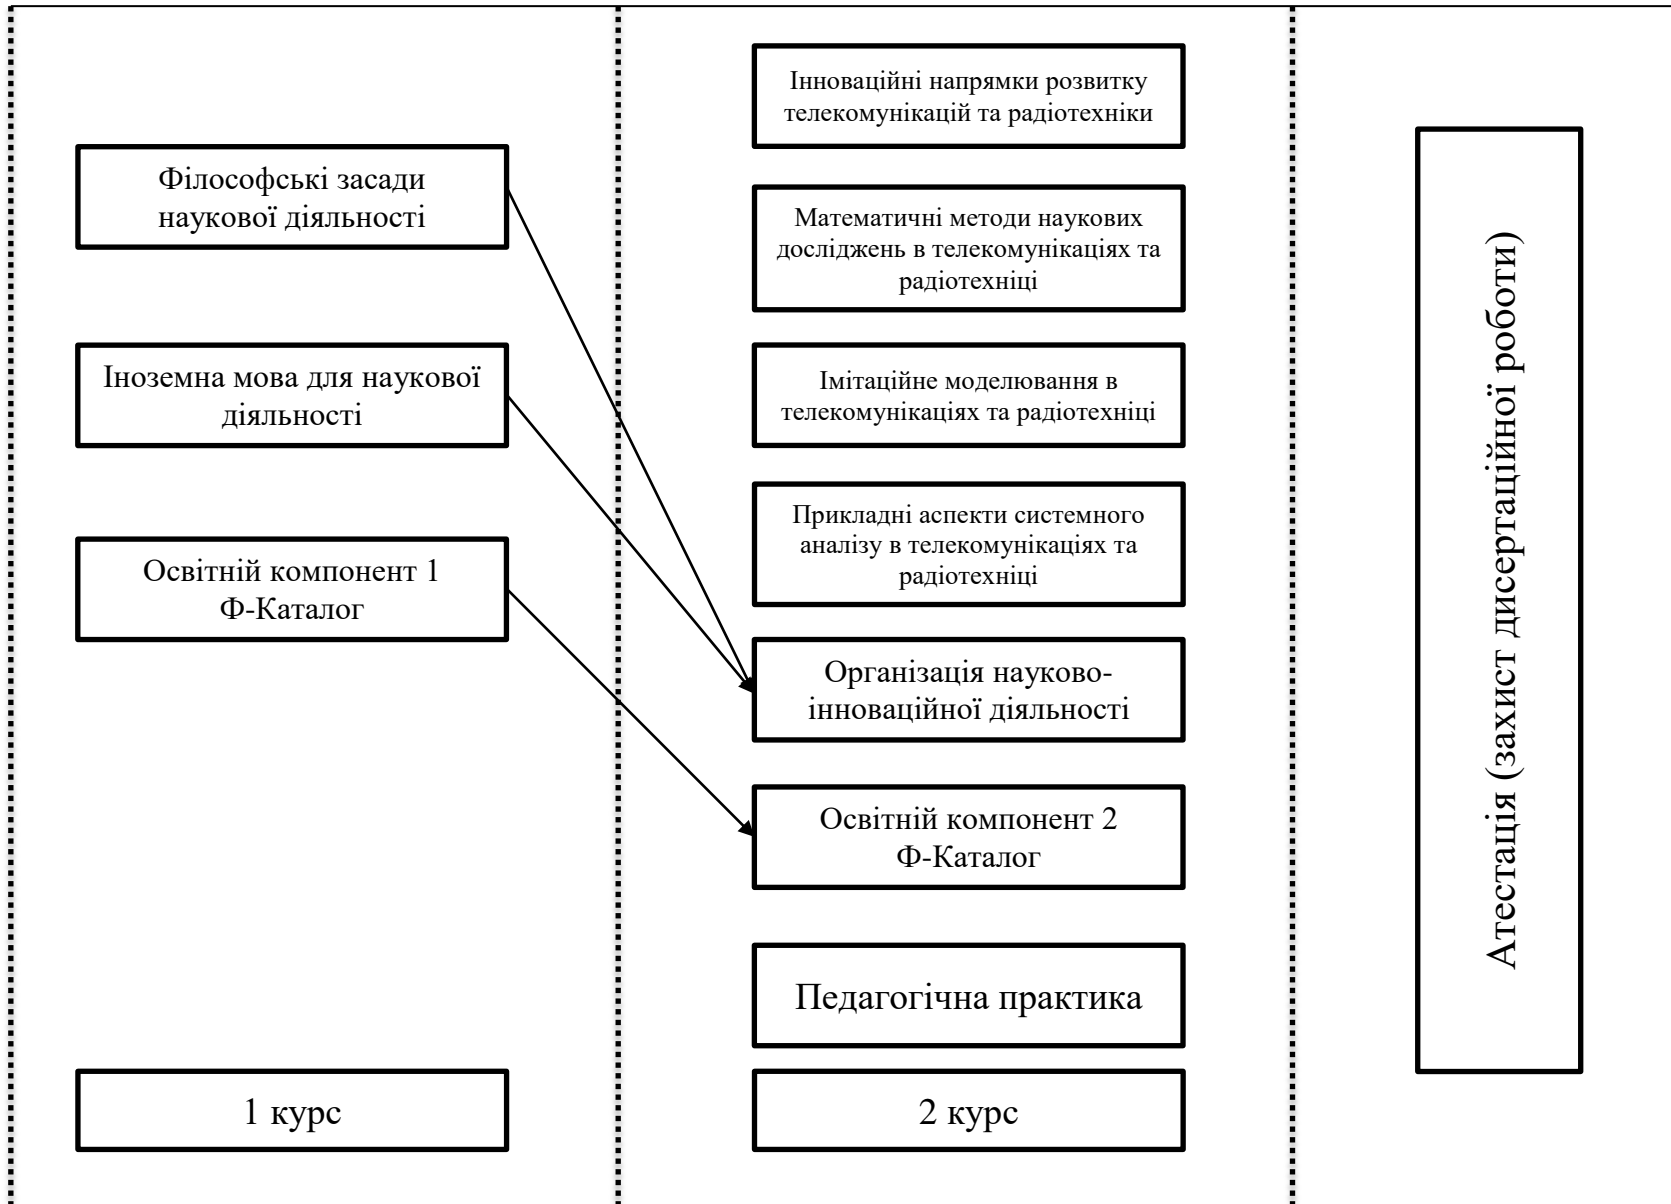 Філософські засади
наукової діяльності
Іноземна мова для наукової
діяльності
Освітній компонент 1
Ф-Каталог
1 курс
Інноваційні напрямки розвитку
телекомунікацій та радіотехніки
Математичні методи наукових
досліджень в телекомунікаціях та
радіотехніці
Імітаційне моделювання в
телекомунікаціях та радіотехніці
Прикладні аспекти системного
аналізу в телекомунікаціях та
радіотехніці
Організація науково-
інноваційної діяльності
Освітній компонент 2
Ф-Каталог
Педагогічна практика
2 курс
Атестація (захист дисертаційної роботи)